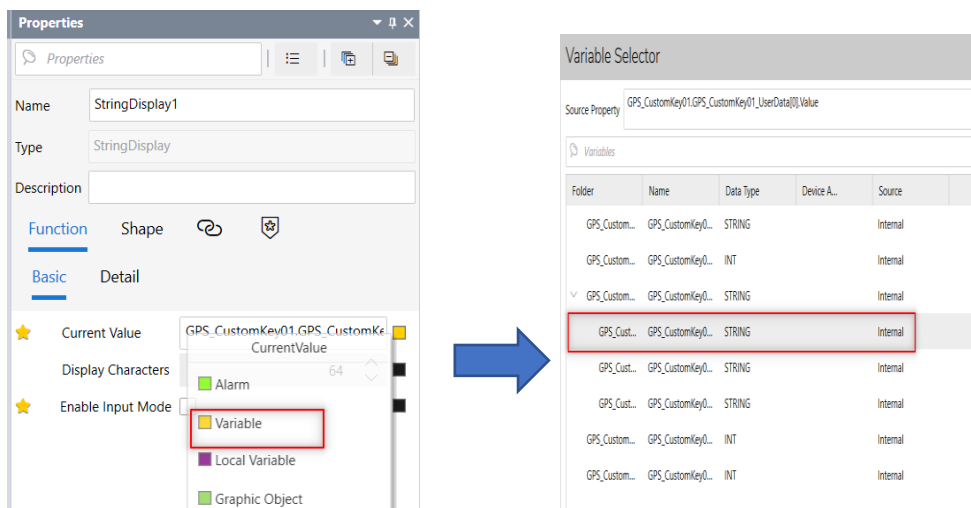 Properties
Properties
Name
StringDisplay1
Type
StringDisplay
Description
Function Shape
Basic Detail
Current Value
GPS_CustomKey01.GPS_CustomKe
CurrentValue
Display Characters
64
Alarm
Enable Input Mode
Variable
Local Variable
Graphic Object
Variable Selector
Source Property
GPS_CustomKey01.GPS_CustomKey01_UserData[0].Value
Variables
Folder Name Data Type Device A... Source
GPS_Custom... GPS_CustomKey0... STRING Internal
GPS_Custom... GPS_CustomKey0... INT Internal
GPS_Custom... GPS_CustomKey0... STRING Internal
GPS_Cust... GPS_CustomKey0... STRING Internal
GPS_Cust... GPS_CustomKey0... STRING Internal
GPS_Cust... GPS_CustomKey0... STRING Internal
GPS_Custom... GPS_CustomKey0... INT Internal
GPS_Custom... GPS_CustomKey0... INT Internal